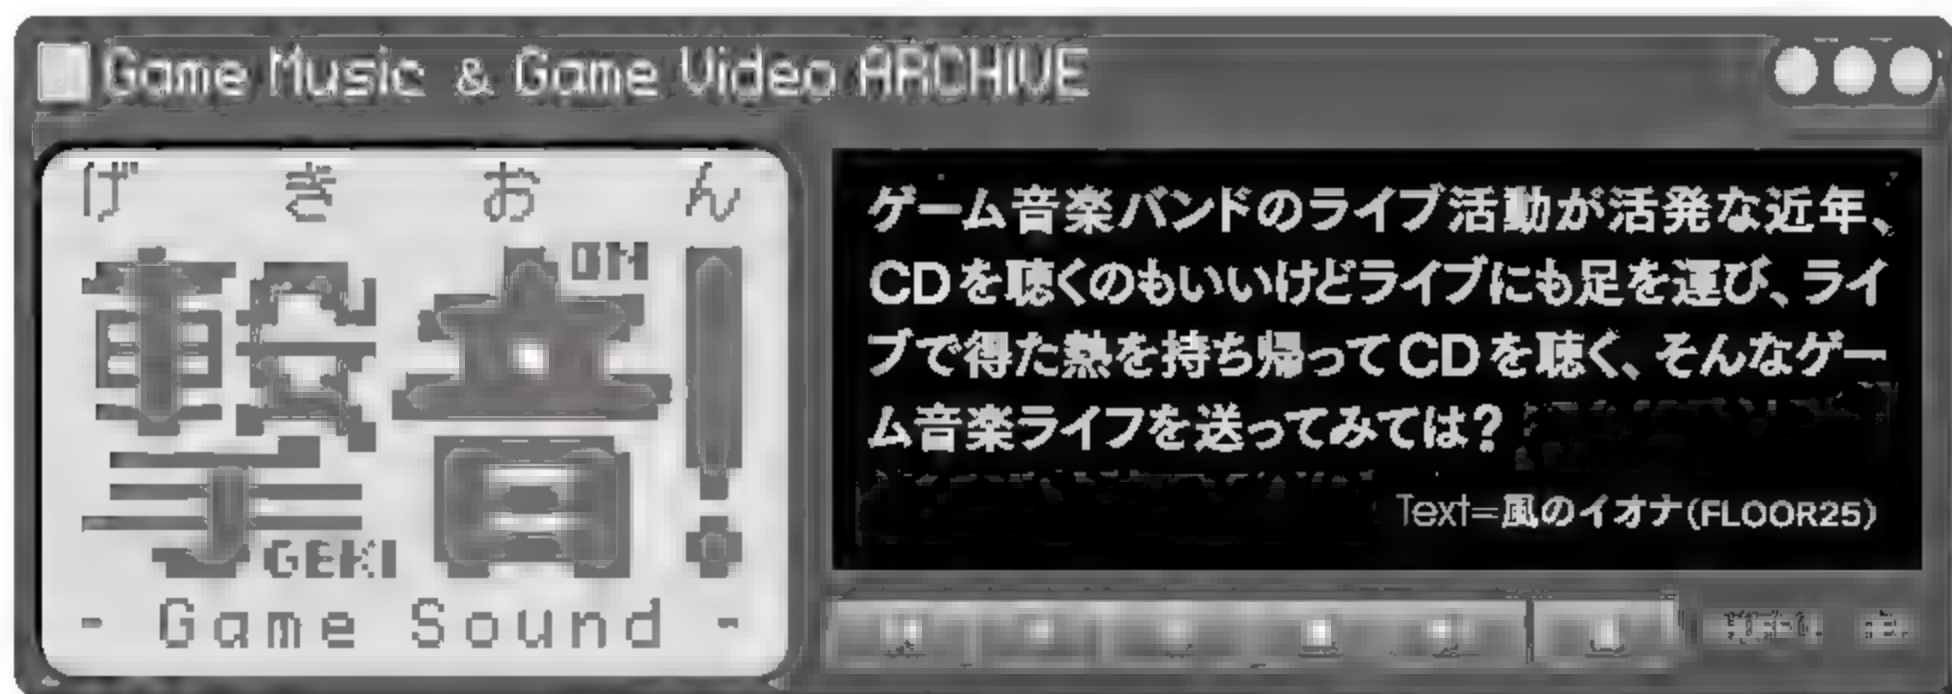 Game Music & Game Video ARCHIVE
げきおん
撃音!
GEKI
ON
- Game Sound -
ゲーム音楽バンドのライブ活動が活発な近年、
CDを聴くのもいいけどライブにも足を運び、ライ
ブで得た熱を持ち帰ってCDを聴く、そんなゲー
ム音楽ライフを送ってみては?
Text=風のイオナ(FLOOR25)